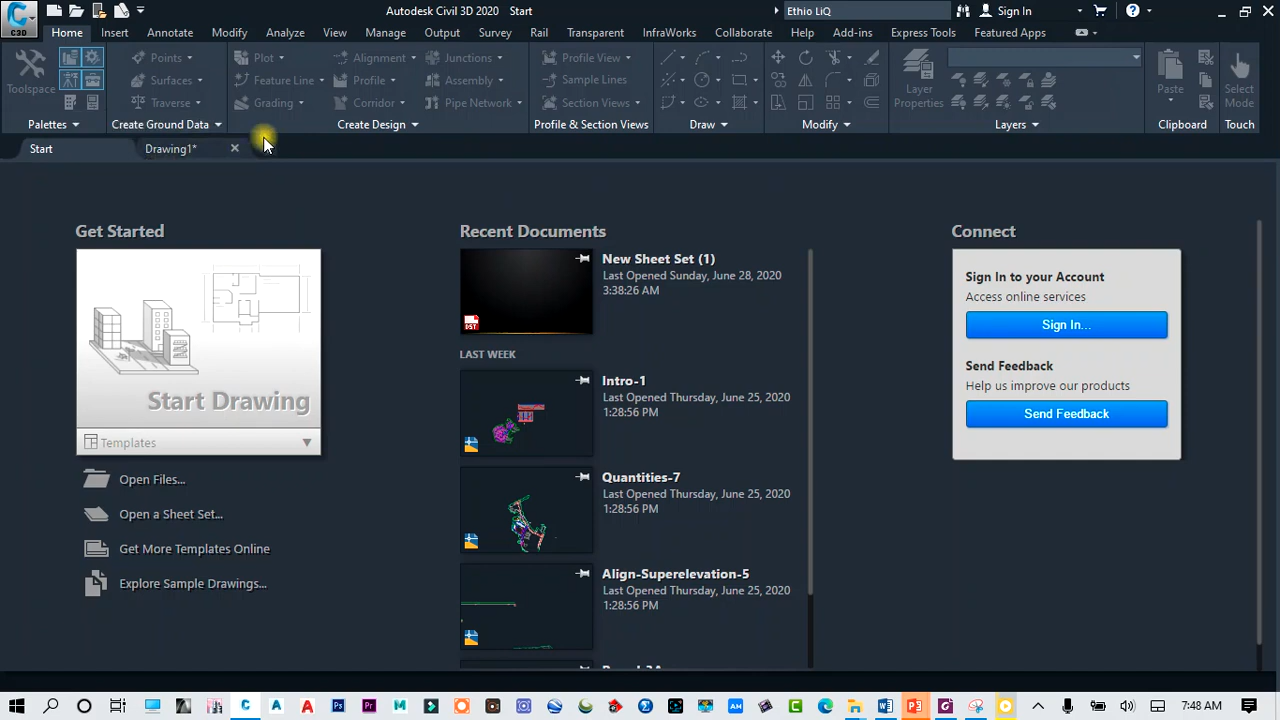 Autodesk Civil 3D 2020 Start
Ethio LiQ
Sign In
C3D
Home Insert Annotate Modify Analyze View Manage Output Survey Rail Transparent InfraWorks Collaborate Help Add-ins Express Tools Featured Apps
Toolspace
Palettes
Points
Surfaces
Traverse
Create Ground Data
Plot
Feature Line
Grading
Alignment
Profile
Corridor
Junctions
Assembly
Pipe Network
Create Design
Profile View
Sample Lines
Section Views
Profile & Section Views
Draw
Modify
Layer
Properties
Layers
Paste
Clipboard
Select
Mode
Touch
Start
Drawing1*
Get Started
Start Drawing
Templates
Open Files...
Open a Sheet Set...
Get More Templates Online
Explore Sample Drawings...
Recent Documents
DST
New Sheet Set (1)
Last Opened Sunday, June 28, 2020
3:38:26 AM
LAST WEEK
Intro-1
Last Opened Thursday, June 25, 2020
1:28:56 PM
Quantities-7
Last Opened Thursday, June 25, 2020
1:28:56 PM
Align-Superelevation-5
Last Opened Thursday, June 25, 2020
1:28:56 PM
Connect
Sign In to your Account
Access online services
Sign In...
Send Feedback
Help us improve our products
Send Feedback
7:48 AM